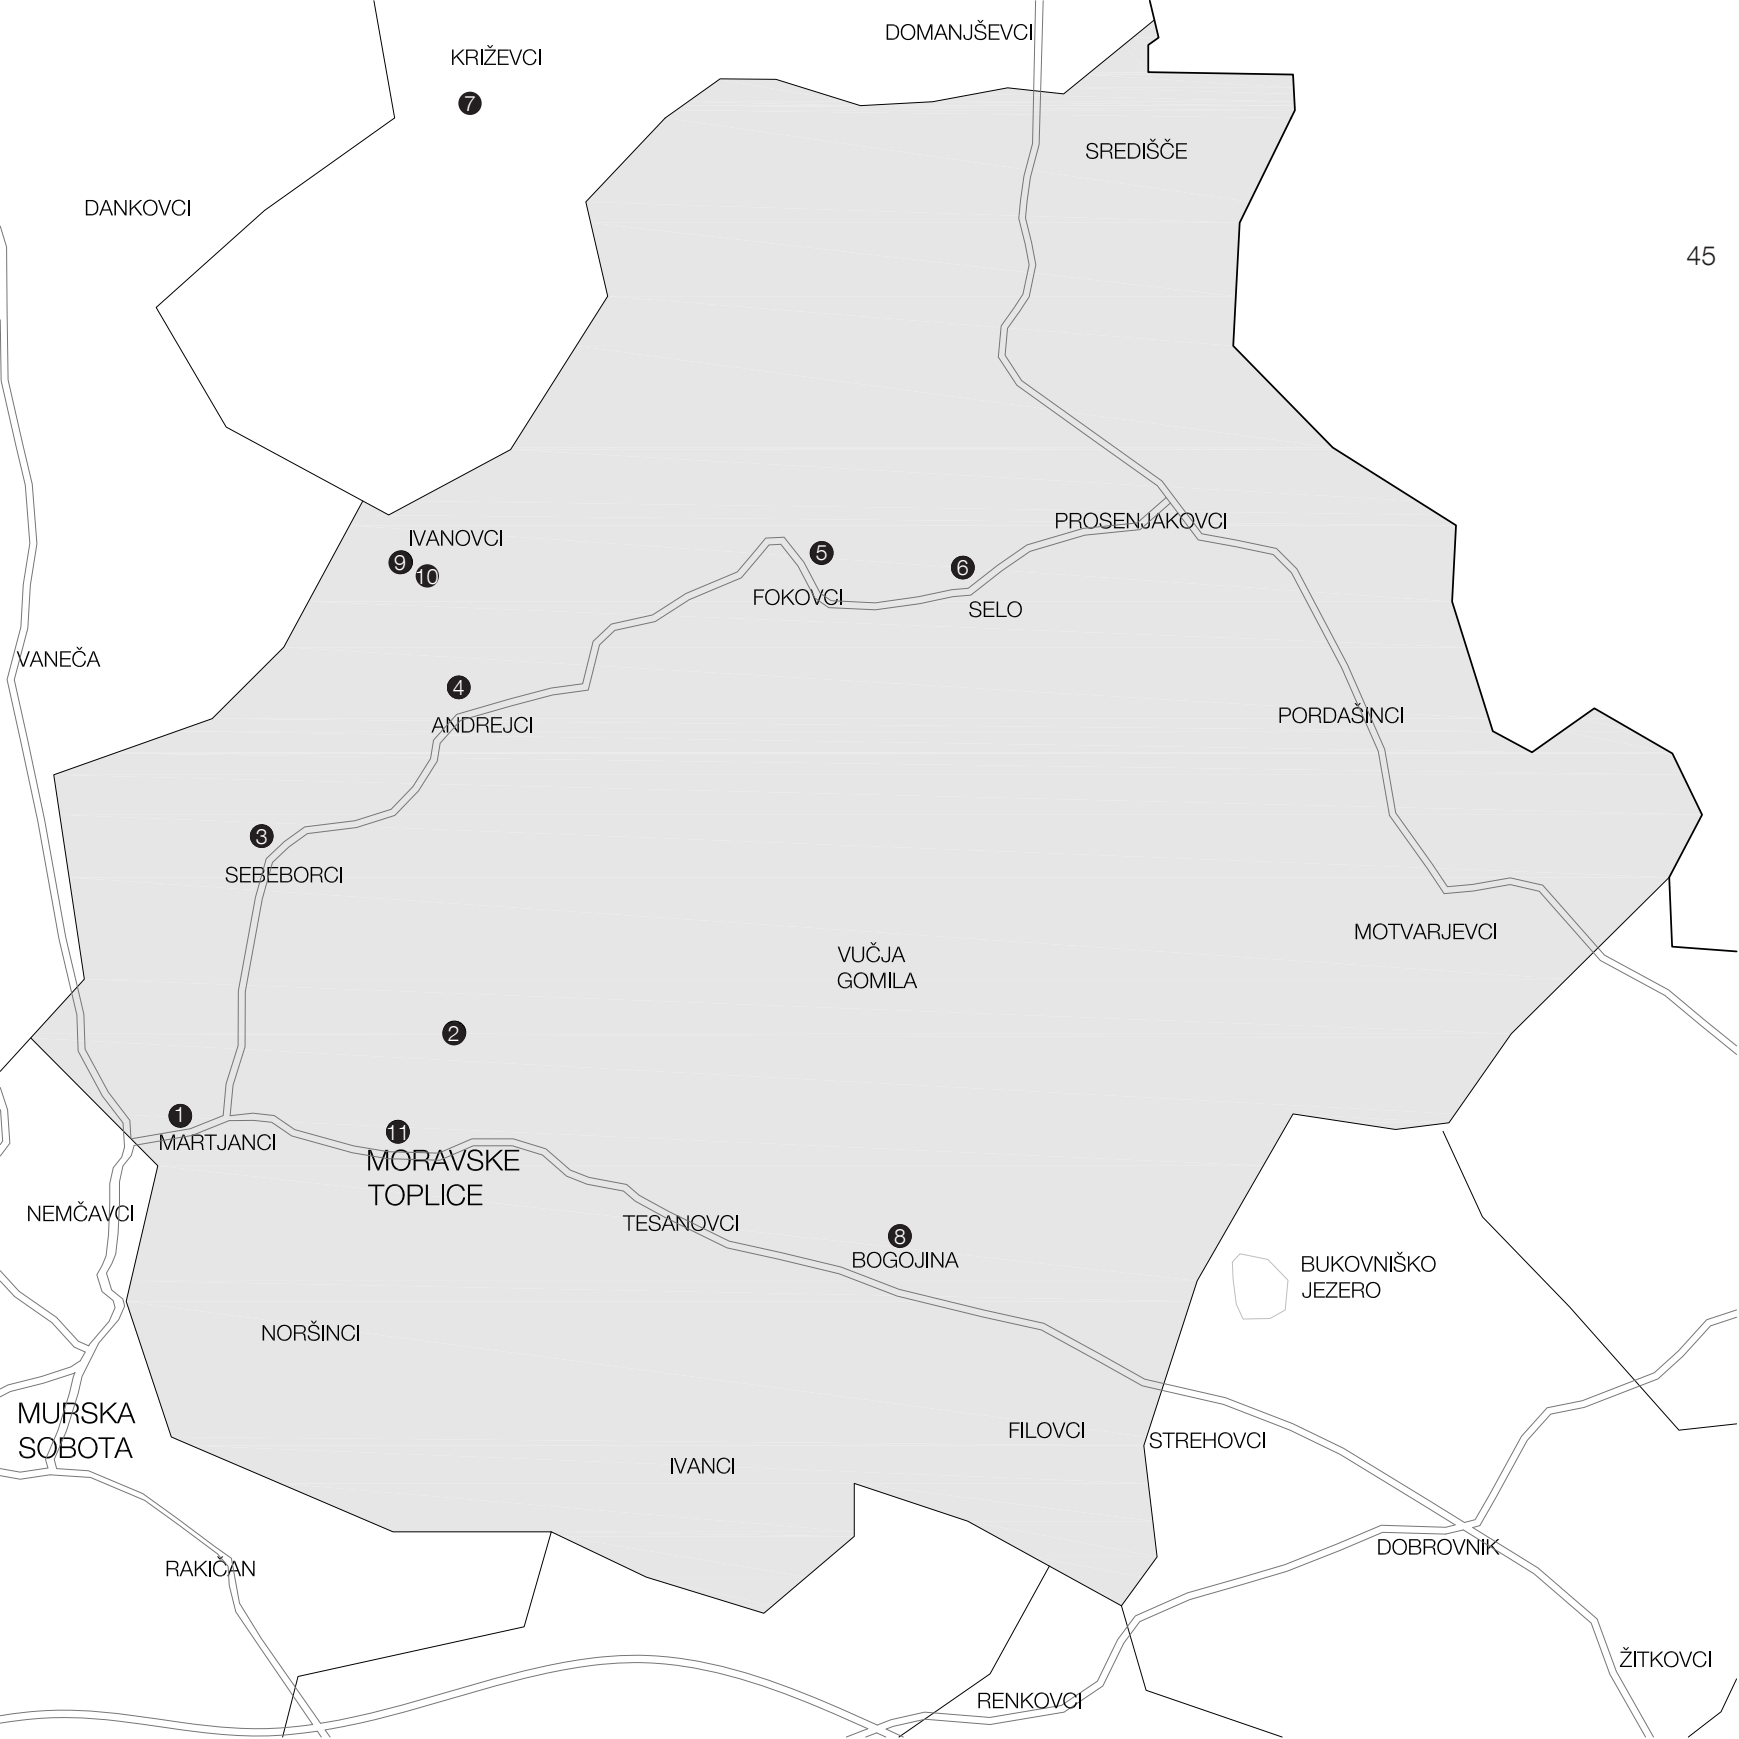 DOMANJŠEVCI
KRIŽEVCI
7
SREDIŠČE
DANKOVCI
45
PROSENJAKOVCI
IVANOVCI
9
10
5
6
FOKOVCI
SELO
VANEČA
4
ANDREJCI
PORDAŠINCI
3
SEBEBORCI
MOTVARJEVCI
VUČJA
GOMILA
2
1
MARTJANCI
11
MORAVSKE
TOPLICE
NEMČAVCI
TESANOVCI
8
BOGOJINA
BUKOVNIŠKO
JEZERO
NORŠINCI
MURSKA
SOBOTA
FILOVCI
STREHOVCI
IVANCI
DOBROVNIK
RAKIČAN
ŽITKOVCI
RENKOVCI